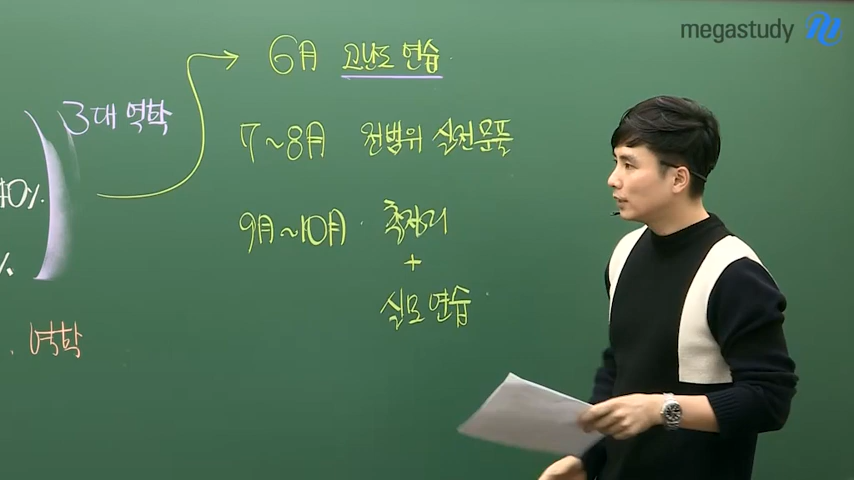 megastudy
3대 역학
40%
%
역학
6月 고난도 연습
7~8月 전범위 실전문풀
9月~10月 총정리
+
실모 연습